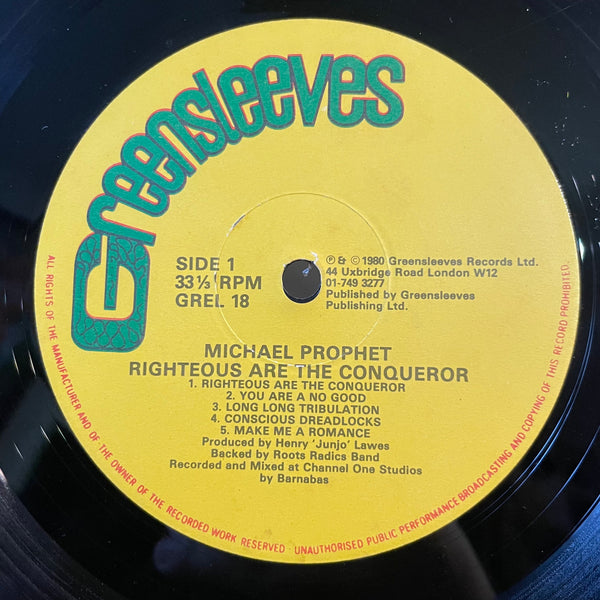 Greensleeves
SIDE 1
33⅓ RPM
GREL 18
℗ & © 1980 Greensleeves Records Ltd.
44 Uxbridge Road London W12
01-749 3277
Published by Greensleeves
Publishing Ltd.
MICHAEL PROPHET
RIGHTEOUS ARE THE CONQUEROR
1. RIGHTEOUS ARE THE CONQUEROR
2. YOU ARE A NO GOOD
3. LONG LONG TRIBULATION
4. CONSCIOUS DREADLOCKS
5. MAKE ME A ROMANCE
Produced by Henry 'Junjo' Lawes
Backed by Roots Radics Band
Recorded and Mixed at Channel One Studios
by Barnabas
ALL RIGHTS OF THE MANUFACTURER AND OF THE OWNER OF THE RECORDED WORK RESERVED · UNAUTHORISED PUBLIC PERFORMANCE BROADCASTING AND COPYING OF THIS RECORD PROHIBITED.